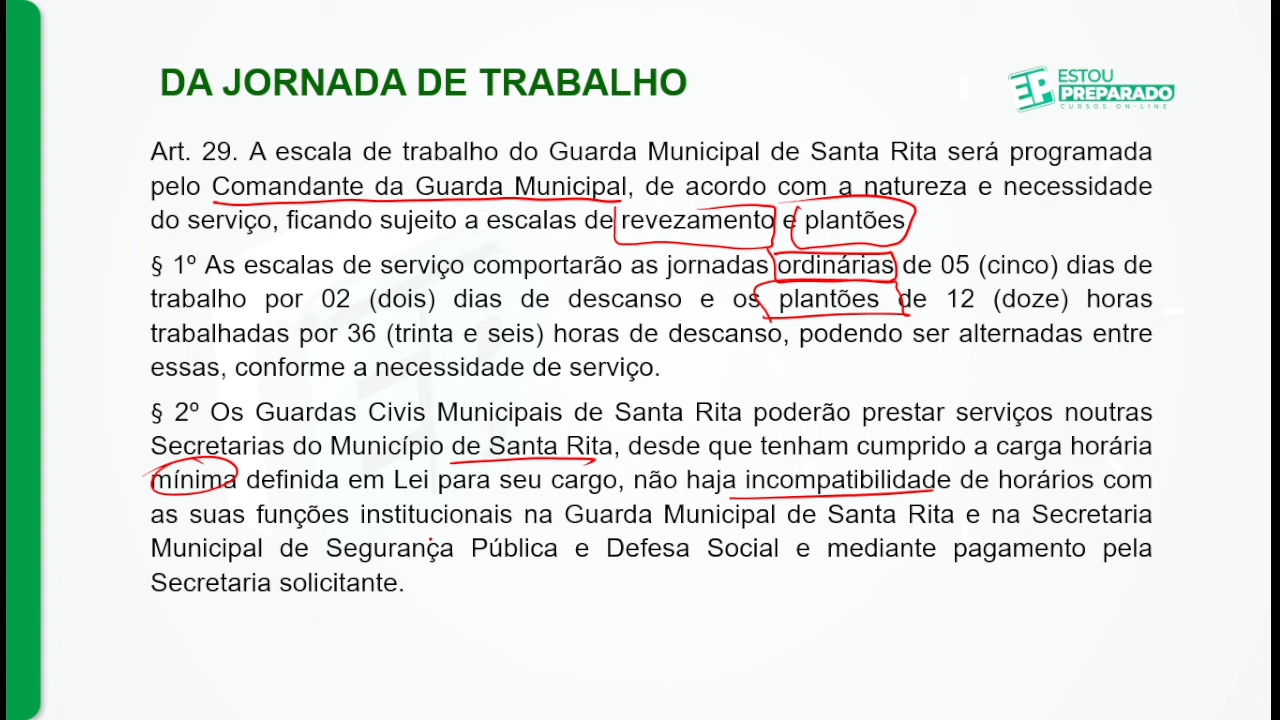 DA JORNADA DE TRABALHO
ESTOU
PREPARADO
CURSOS ON-LINE
Art. 29. A escala de trabalho do Guarda Municipal de Santa Rita será programada
pelo Comandante da Guarda Municipal, de acordo com a natureza e necessidade
do serviço, ficando sujeito a escalas de revezamento e plantões
§ 1º As escalas de serviço comportarão as jornadas ordinárias de 05 (cinco) dias de
trabalho por 02 (dois) dias de descanso e os plantões de 12 (doze) horas
trabalhadas por 36 (trinta e seis) horas de descanso, podendo ser alternadas entre
essas, conforme a necessidade de serviço.
§ 2º Os Guardas Civis Municipais de Santa Rita poderão prestar serviços noutras
Secretarias do Município de Santa Rita, desde que tenham cumprido a carga horária
mínima definida em Lei para seu cargo, não haja incompatibilidade de horários com
as suas funções institucionais na Guarda Municipal de Santa Rita e na Secretaria
Municipal de Segurança Pública e Defesa Social e mediante pagamento pela
Secretaria solicitante.